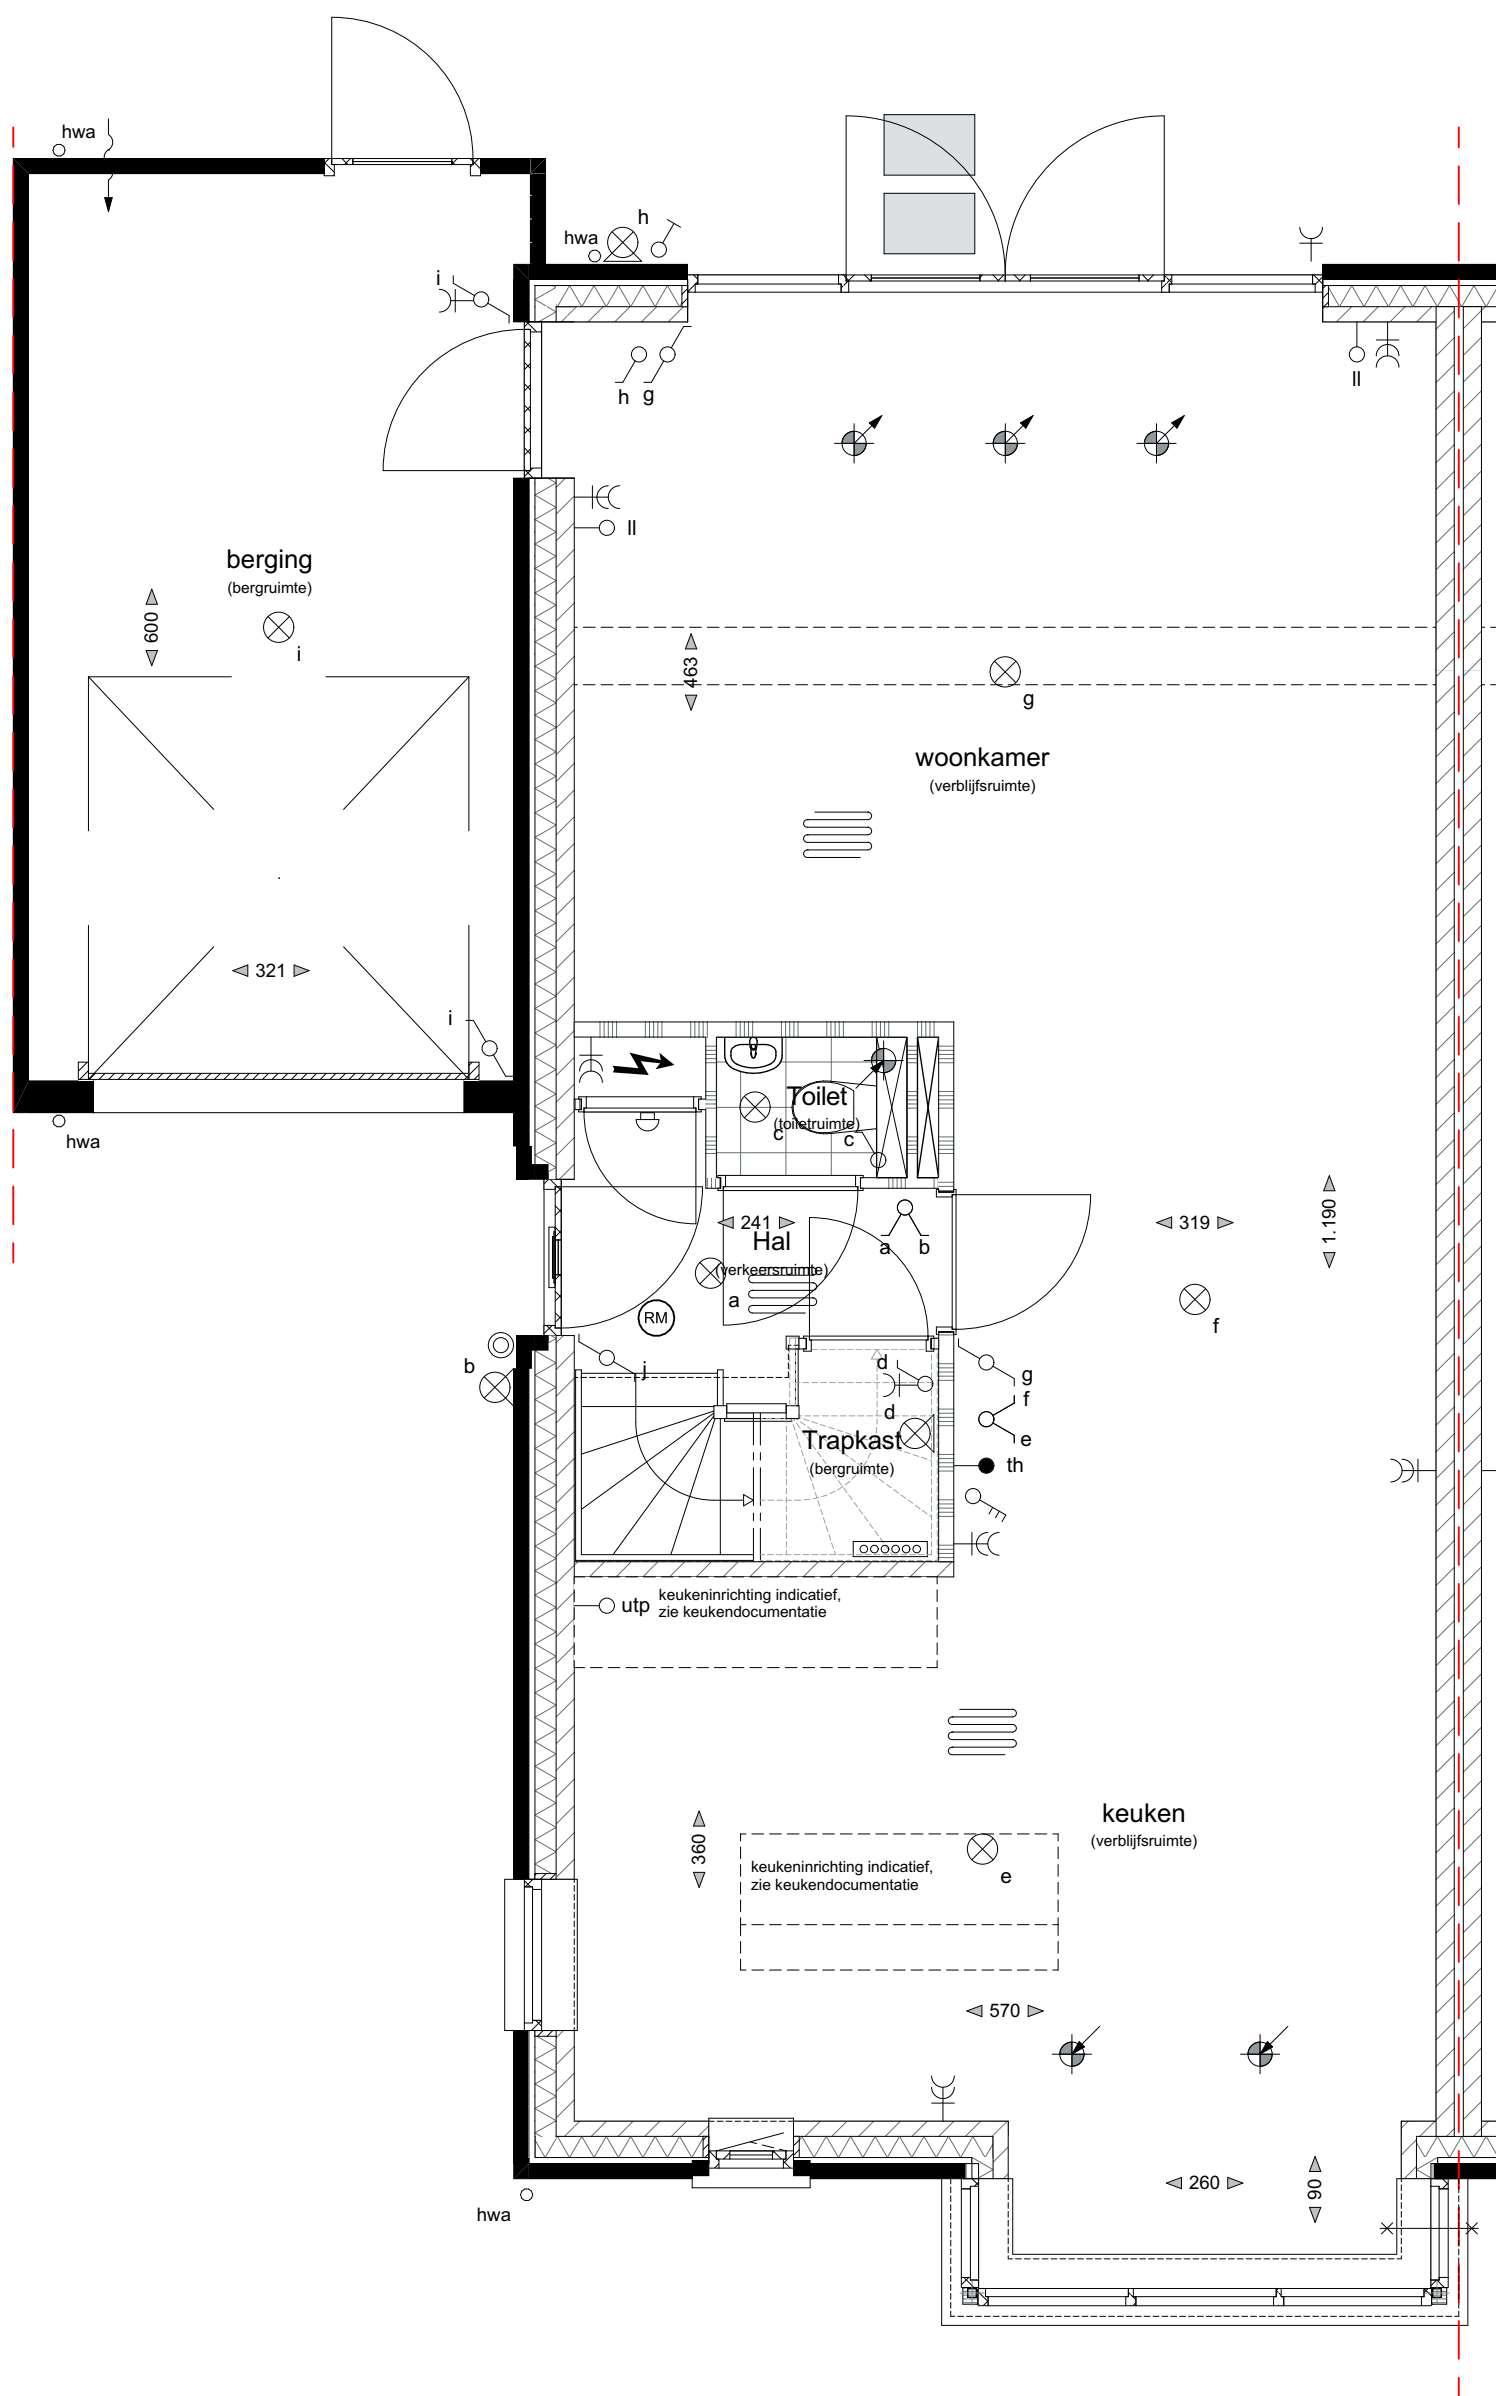 hwa
h
hwa
i
h
g
ll
ll
berging
(bergruimte)
600
i
463
g
woonkamer
(verblijfsruimte)
321
i
hwa
Toilet
(toiletruimte)
c
c
241
Hal
(verkeersruimte)
a
b
a
RM
319
1.190
f
b
j
d
d
Trapkast
(bergruimte)
g
f
e
th
utp
keukeninrichting indicatief,
zie keukendocumentatie
keuken
(verblijfsruimte)
360
keukeninrichting indicatief,
zie keukendocumentatie
e
570
260
90
hwa